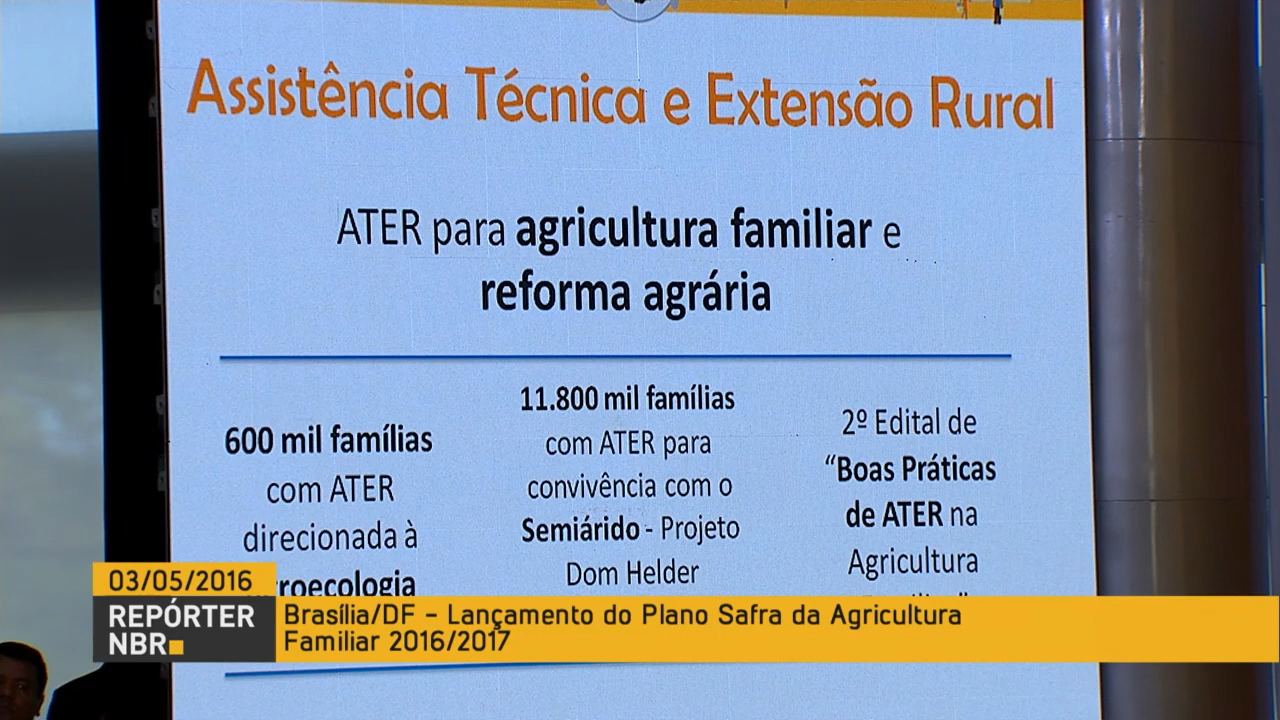 Assistência Técnica e Extensão Rural
ATER para agricultura familiar e
reforma agrária
600 mil famílias
com ATER
direcionada à
11.800 mil famílias
com ATER para
convivência com o
Semiárido - Projeto
Dom Helder
2º Edital de
“Boas Práticas
de ATER na
Agricultura
03/05/2016
REPÓRTER
NBR
Brasília/DF – Lançamento do Plano Safra da Agricultura
Familiar 2016/2017